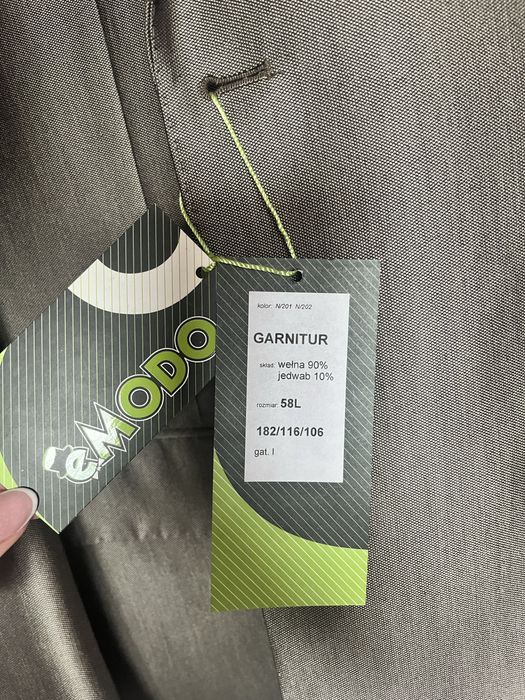 eMODO
kolor: N/201 N/202
GARNITUR
skład: wełna 90%
jedwab 10%
rozmiar: 58L
182/116/106
gat. I